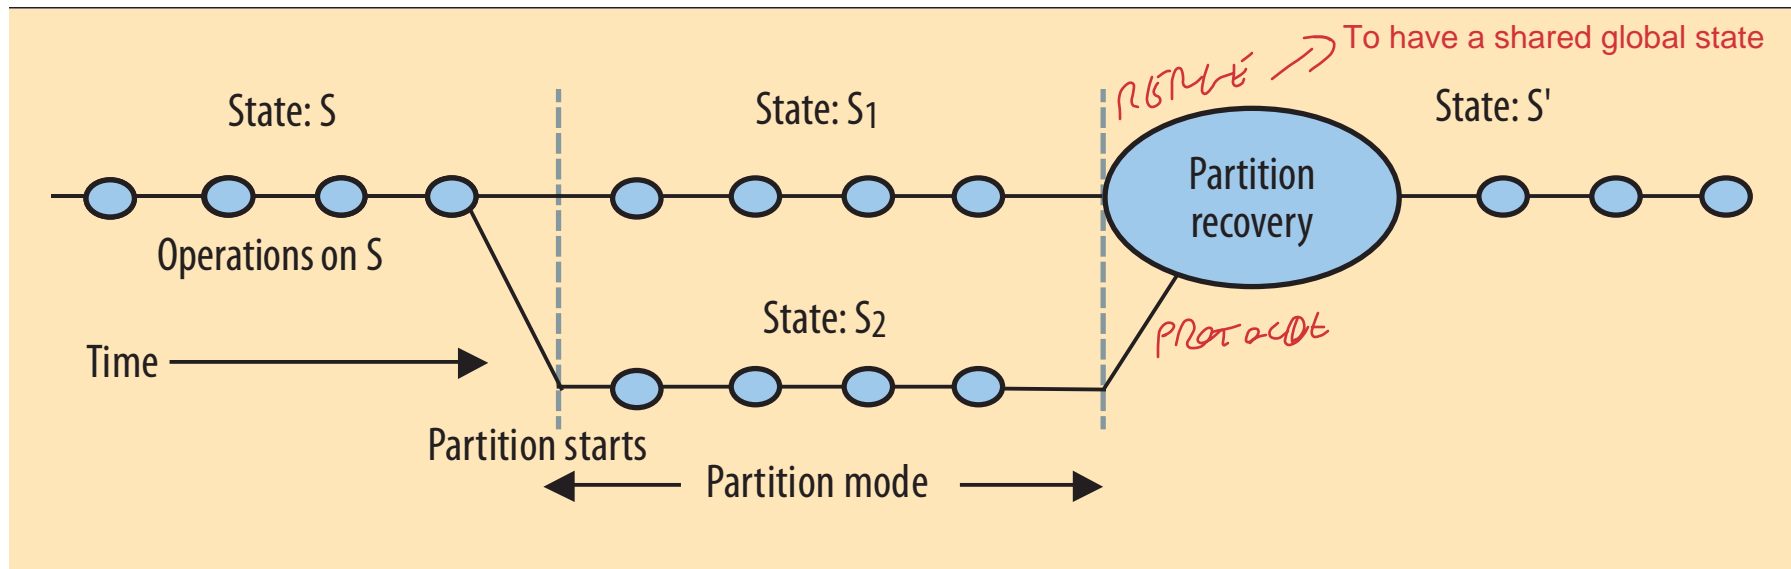 To have a shared global state
MERGE
State: S
State: S1
State: S'
Partition
recovery
Operations on S
State: S2
PROTOCOL
Time
Partition starts
Partition mode